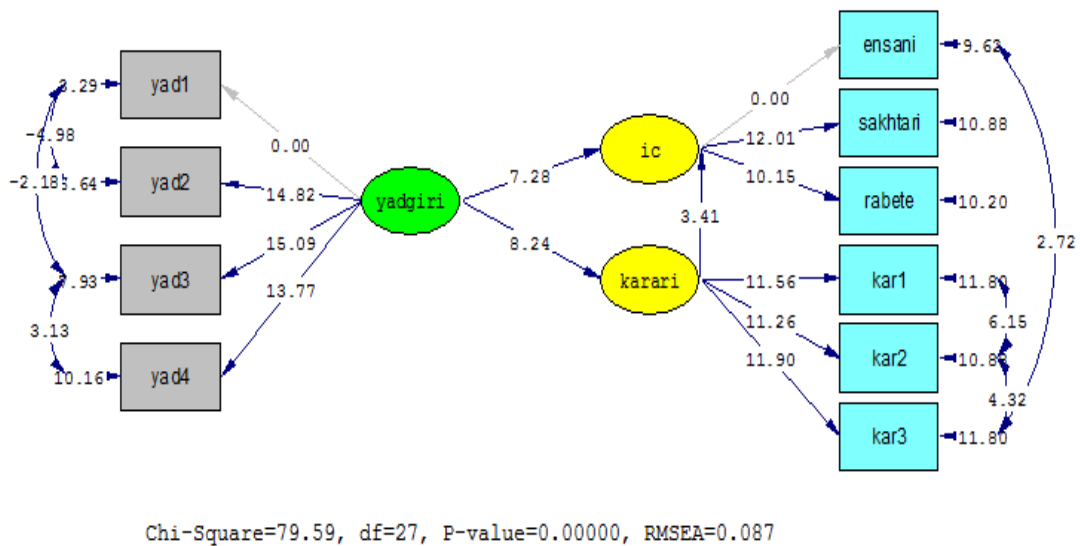 ensani
9.62
3.29
yad1
0.00
0.00
sakhtari
10.88
-4.98
12.01
ic
-2.18
yad2
14.82
7.28
10.15
yadgiri
rabete
10.20
15.09
3.41
8.24
2.72
yad3
13.77
karari
11.56
kar1
11.80
3.13
11.26
6.15
10.16
yad4
11.90
kar2
4.32
kar3
11.80
Chi-Square=79.59, df=27, P-value=0.00000, RMSEA=0.087